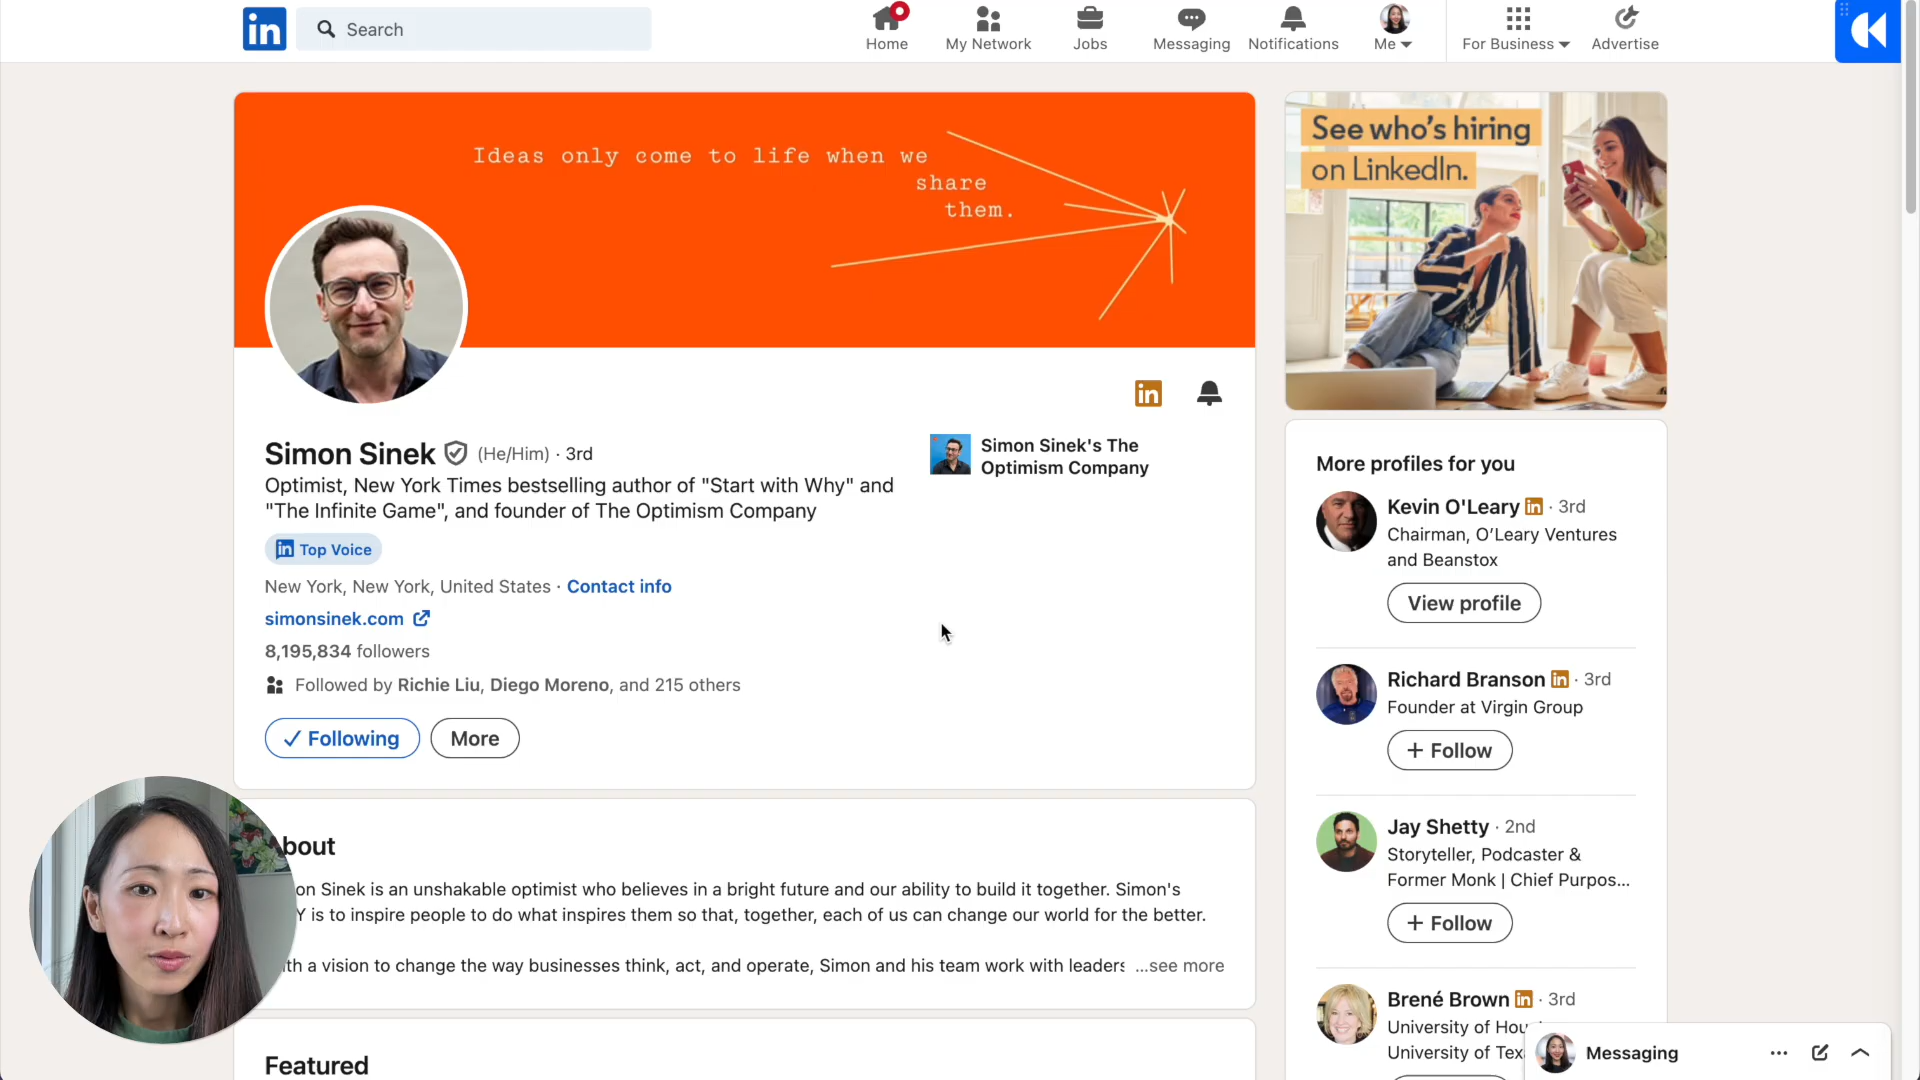 in
Search
Home
My Network
Jobs
Messaging
Notifications
Me
For Business
Advertise
Ideas only come to life when we
share
them.
in
Simon Sinek (He/Him) · 3rd
Optimist, New York Times bestselling author of "Start with Why" and
"The Infinite Game", and founder of The Optimism Company
in Top Voice
New York, New York, United States · Contact info
simonsinek.com
8,195,834 followers
Followed by Richie Liu, Diego Moreno, and 215 others
✓ Following
More
Simon Sinek's The
Optimism Company
bout
on Sinek is an unshakable optimist who believes in a bright future and our ability to build it together. Simon's
Y is to inspire people to do what inspires them so that, together, each of us can change our world for the better.
th a vision to change the way businesses think, act, and operate, Simon and his team work with leaders ...see more
Featured
See who's hiring
on LinkedIn.
More profiles for you
Kevin O'Leary in · 3rd
Chairman, O’Leary Ventures
and Beanstox
View profile
Richard Branson in · 3rd
Founder at Virgin Group
+ Follow
Jay Shetty · 2nd
Storyteller, Podcaster &
Former Monk | Chief Purpos...
+ Follow
Brené Brown in · 3rd
University of Hou
University of Tex
Messaging